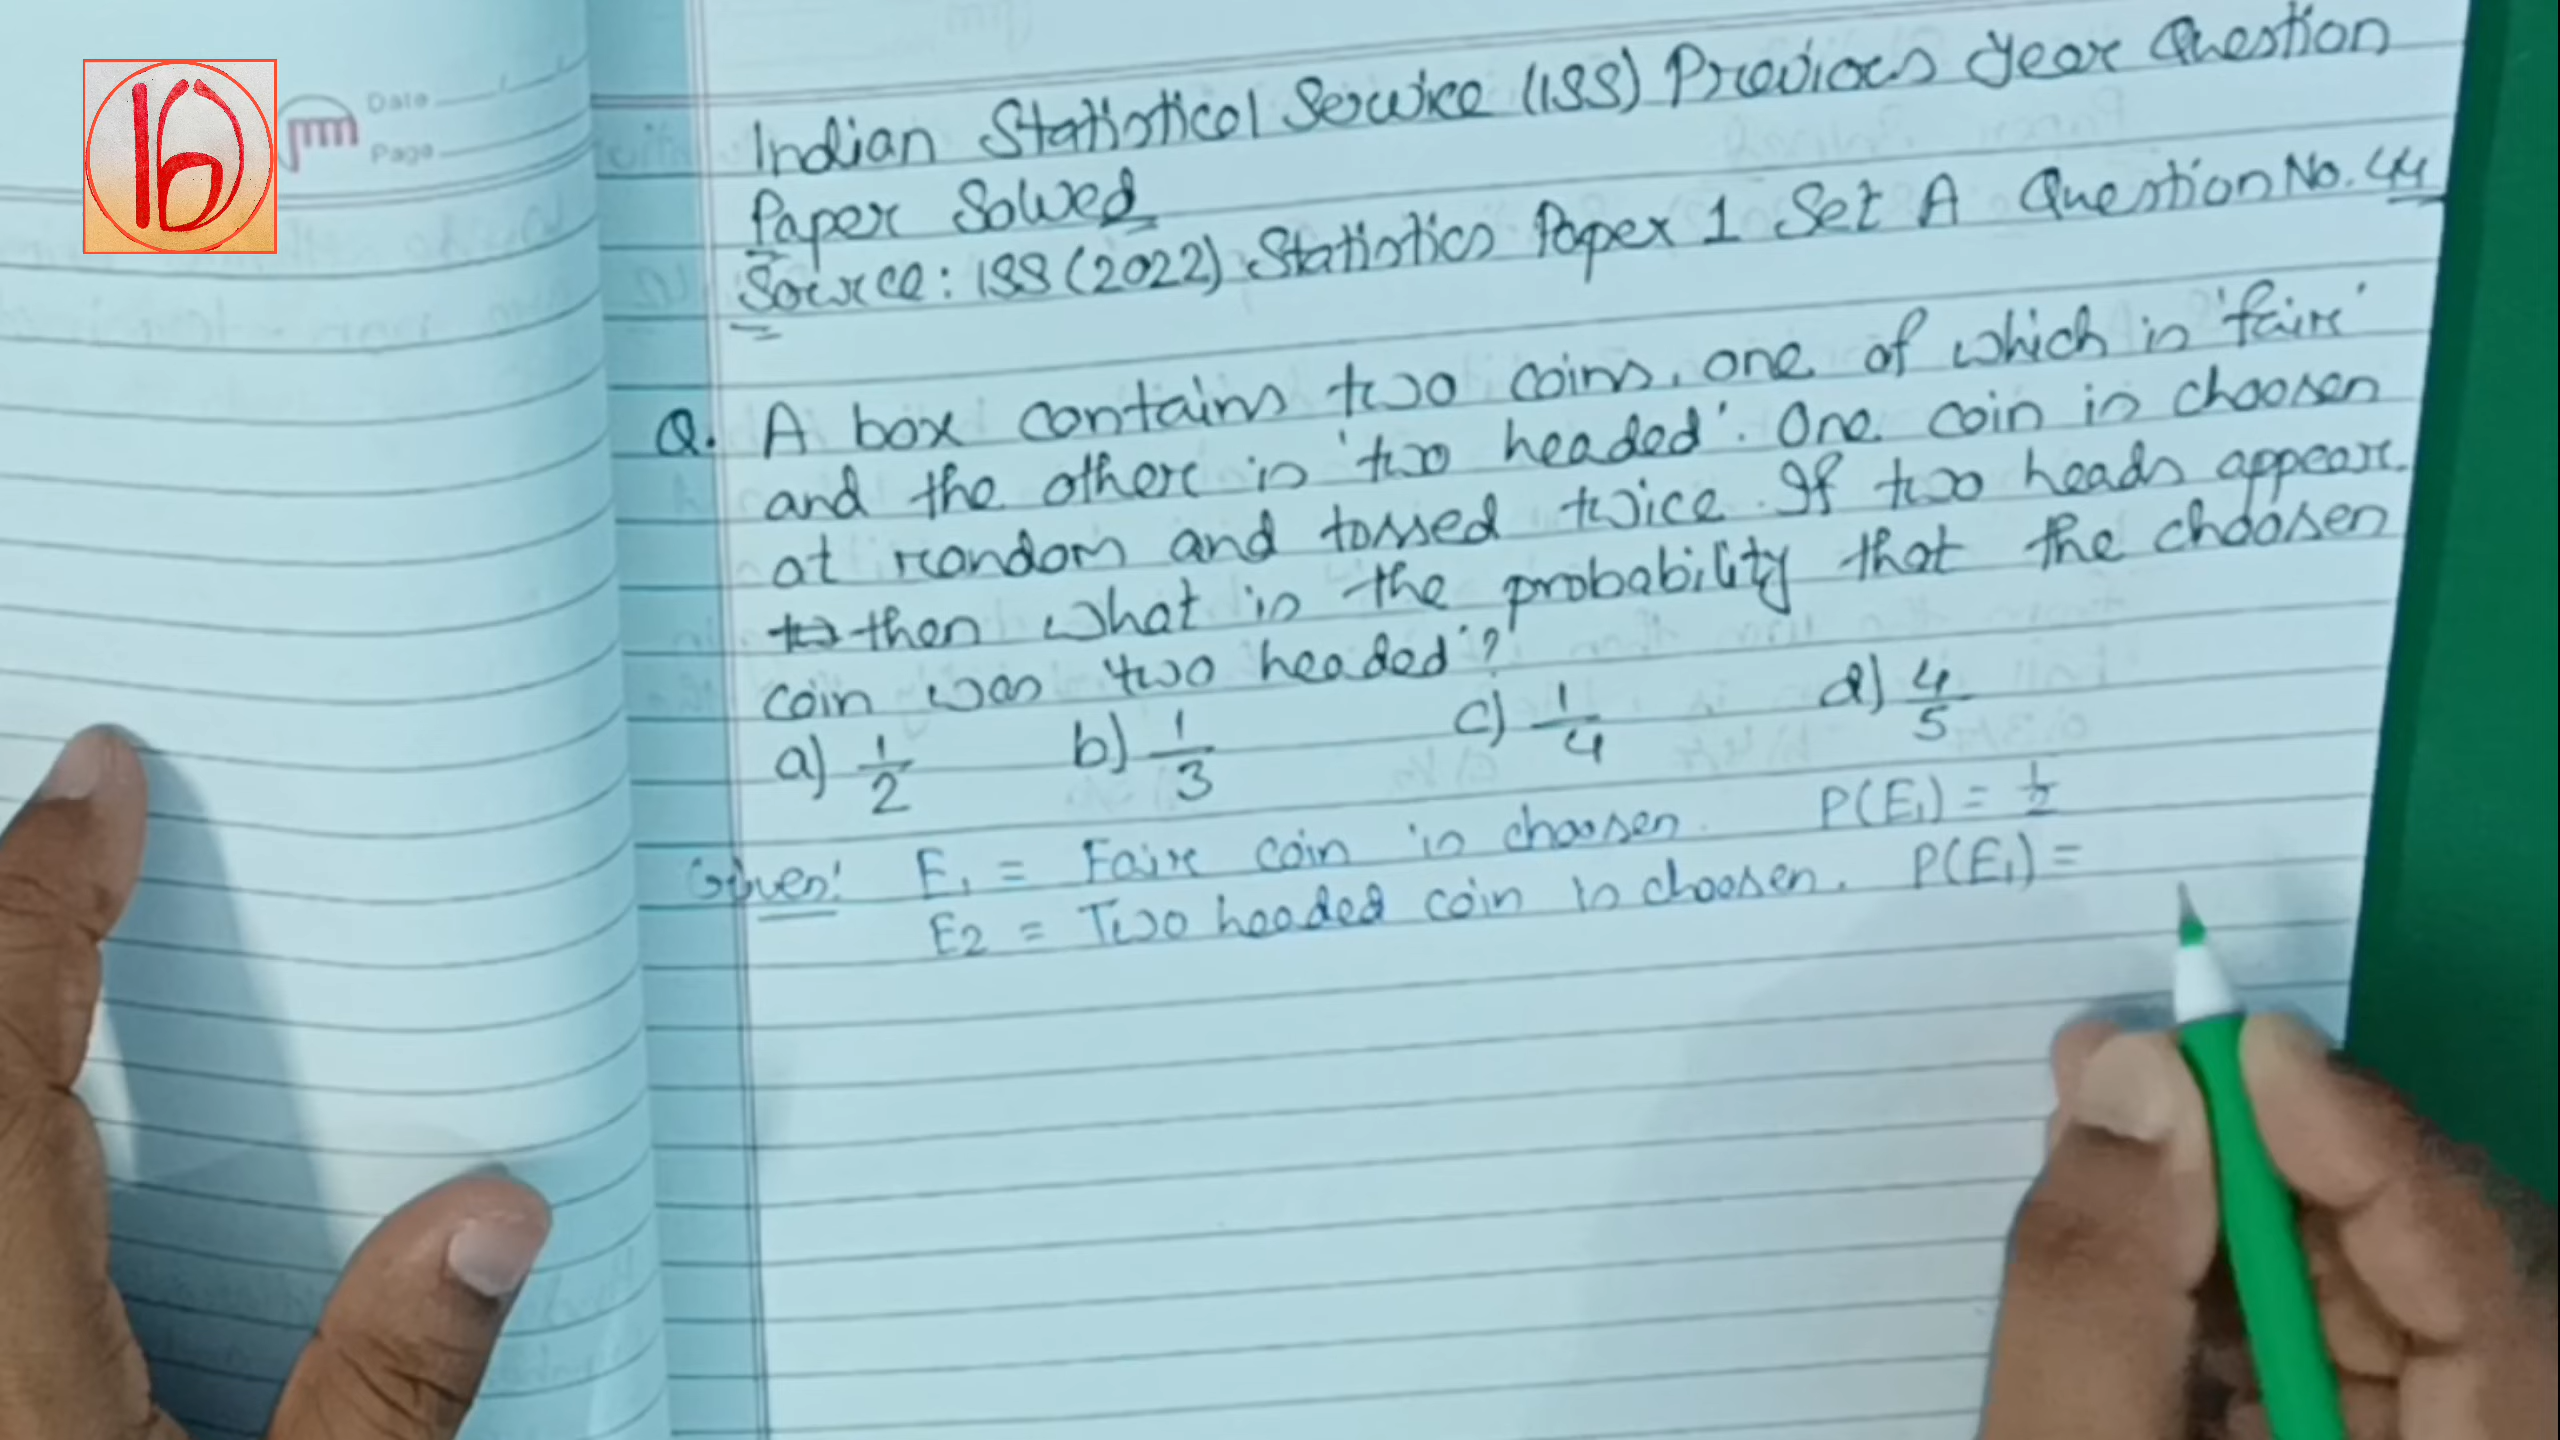 Date
Page
Indian Statistical Service (ISS) Previous Year Question
Paper Solved
Source: ISS (2022) Statistics Paper 1 Set A Question No. 44
Q. A box contains two coins, one of which is 'fair'
and the other is 'two headed'. One coin is choosen
at random and tossed twice. If two heads appear.
then what is the probability that the choosen
coin was two headed'?
a) 1/2 b) 1/3 c) 1/4 d) 4/5
Given: E1 = Fair coin is choosen. P(E1) = 1/2
E2 = Two headed coin is choosen. P(E1) =